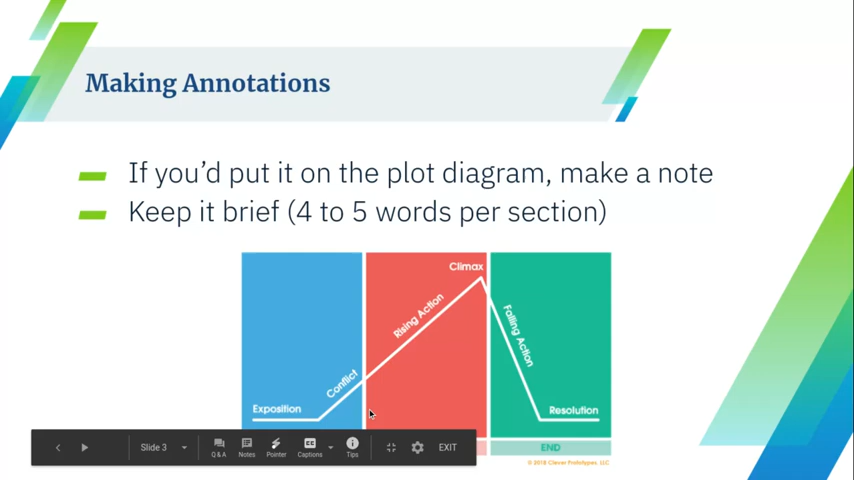 Making Annotations
If you'd put it on the plot diagram, make a note
Keep it brief (4 to 5 words per section)
Climax
Rising Action
Falling Action
Conflict
Exposition
Resolution
END
Slide 3
Q & A
Notes
Pointer
Captions
Tips
EXIT
© 2018 Clever Prototypes, LLC